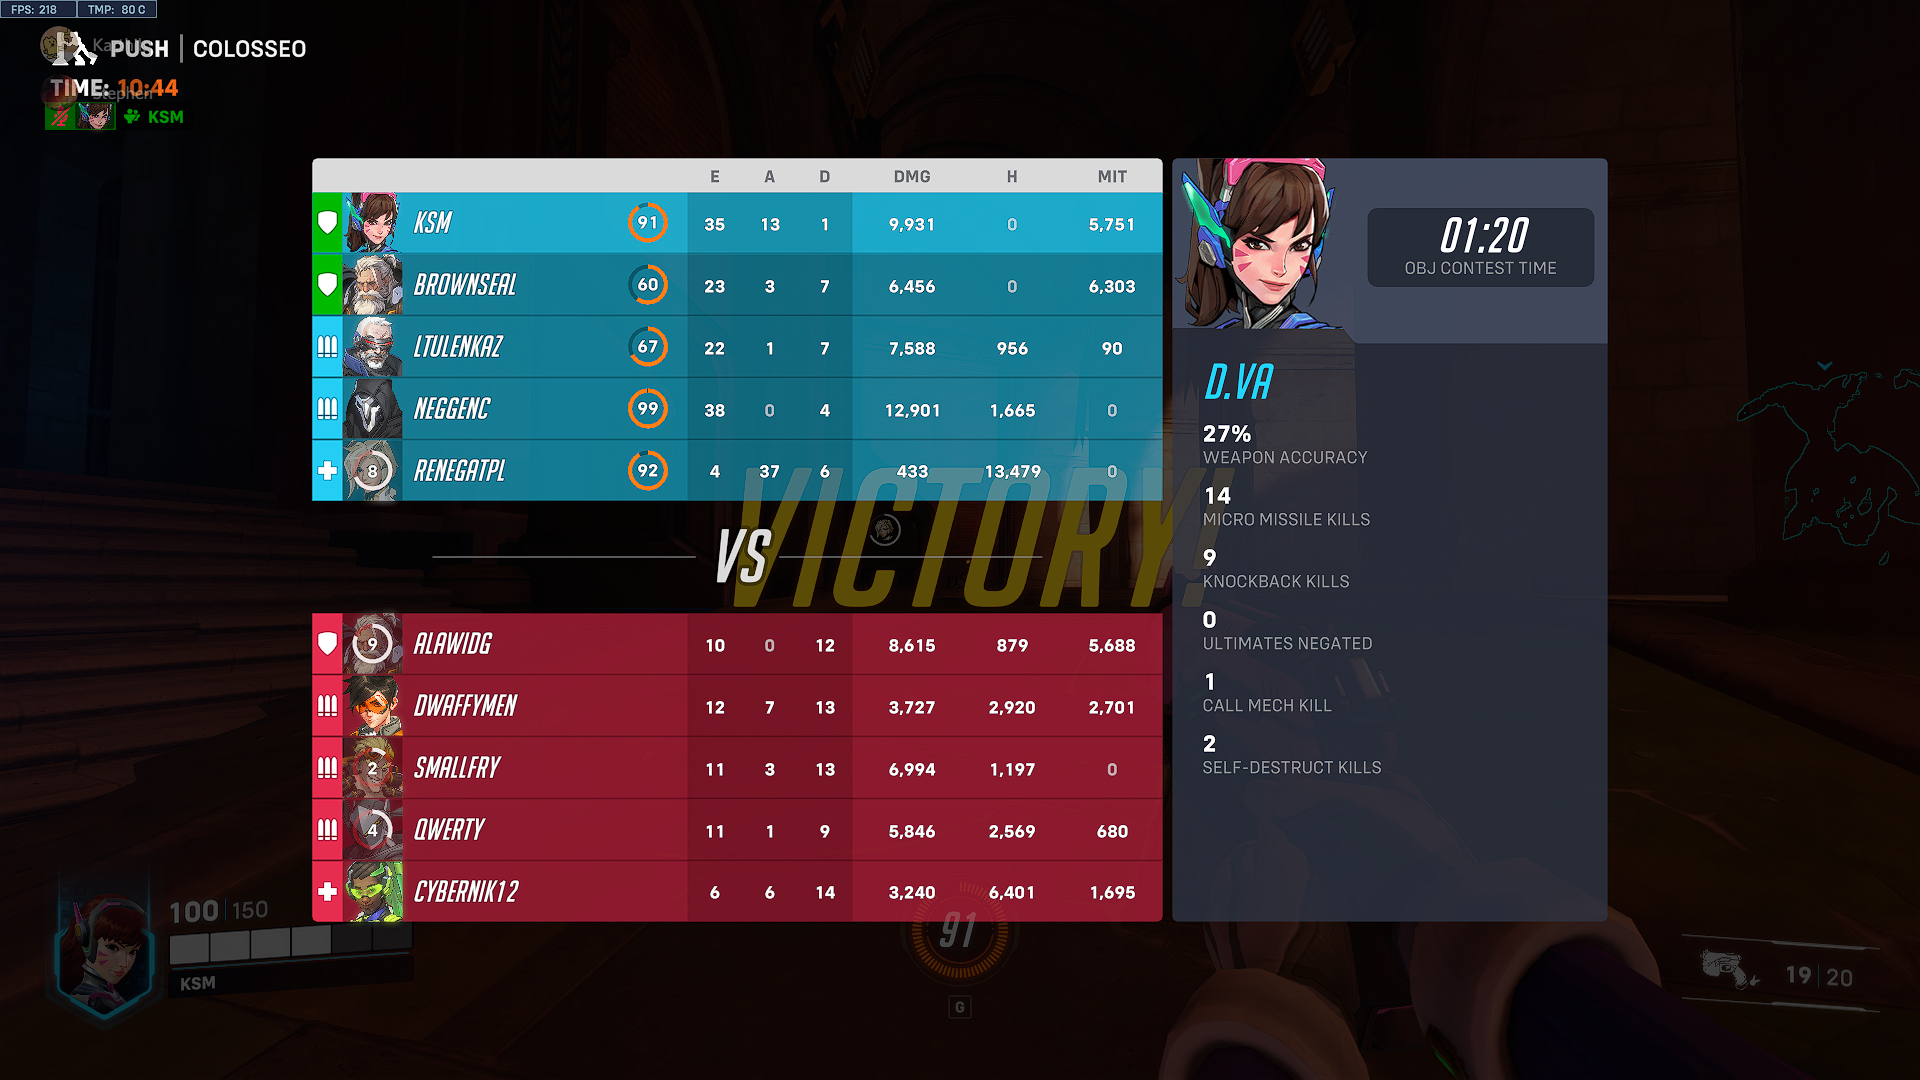 FPS: 218 TMP: 80 C
PUSH | COLOSSEO
TIME: 10:44
Stephen
KSM
E A D DMG H MIT
KSM 91 35 13 1 9,931 0 5,751
BROWNSEAL 60 23 3 7 6,456 0 6,303
LTULENKAZ 67 22 1 7 7,588 956 90
NEGGENC 99 38 0 4 12,901 1,665 0
8 RENEGATPL 92 4 37 6 433 13,479 0
VICTORY!
VS
9 ALAWIDG 10 0 12 8,615 879 5,688
DWAFFYMEN 12 7 13 3,727 2,920 2,701
2 SMALLFRY 11 3 13 6,994 1,197 0
4 QWERTY 11 1 9 5,846 2,569 680
CYBERNIK12 6 6 14 3,240 6,401 1,695
01:20
OBJ CONTEST TIME
D.VA
27%
WEAPON ACCURACY
14
MICRO MISSILE KILLS
9
KNOCKBACK KILLS
0
ULTIMATES NEGATED
1
CALL MECH KILL
2
SELF-DESTRUCT KILLS
100 | 150
KSM
91
G
19 | 20